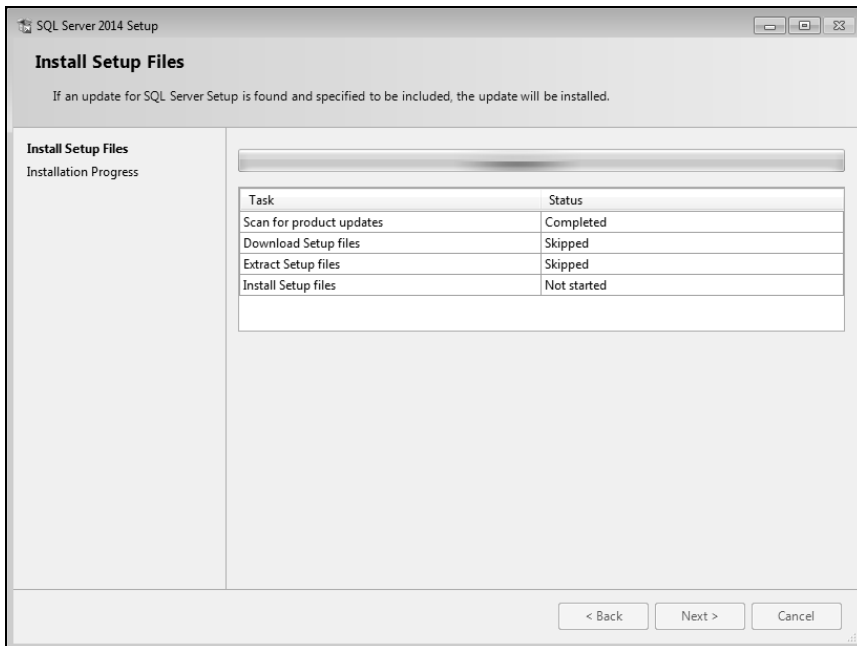 SQL Server 2014 Setup
Install Setup Files
If an update for SQL Server Setup is found and specified to be included, the update will be installed.
Install Setup Files
Installation Progress
Task Status
Scan for product updates Completed
Download Setup files Skipped
Extract Setup files Skipped
Install Setup files Not started
< Back Next > Cancel